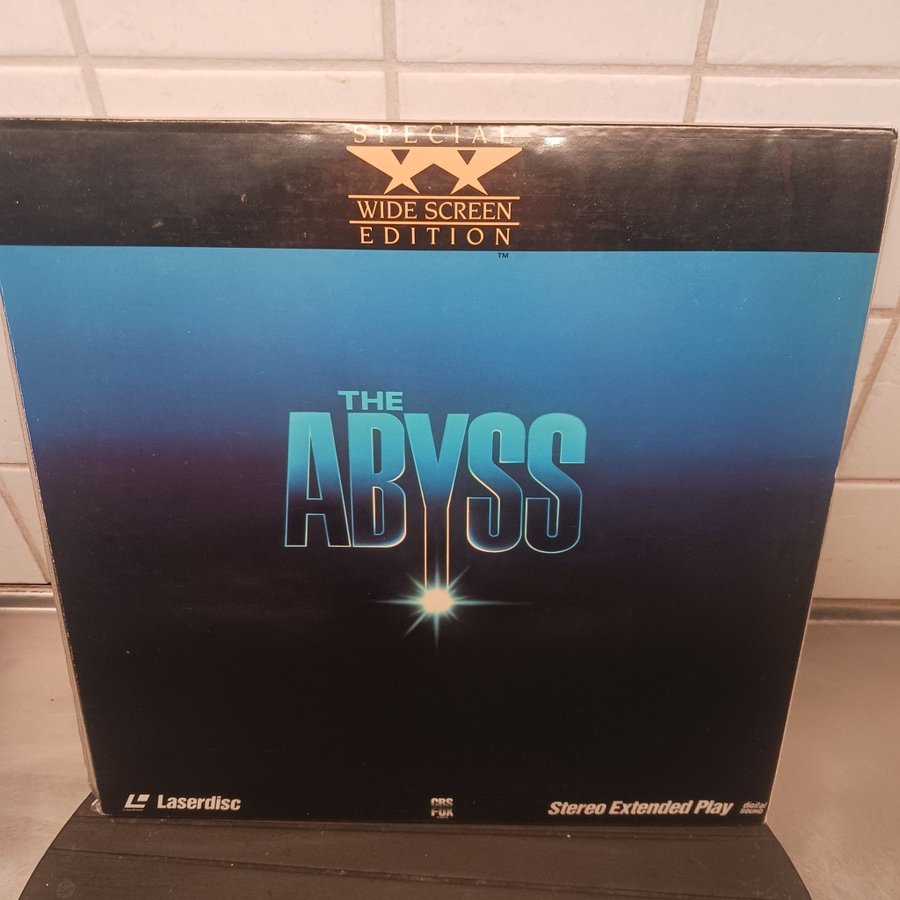 SPECIAL
WIDE SCREEN
EDITION
™
THE
ABYSS
Laserdisc
CBS
FOX
Stereo Extended Play
digital
SOUND